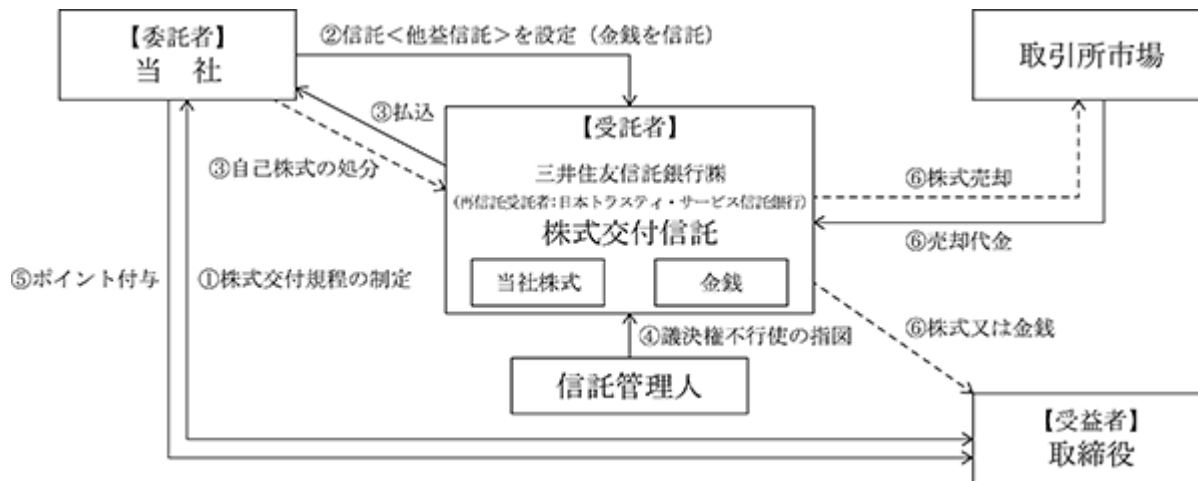 【委託者】
当　社
②信託＜他益信託＞を設定（金銭を信託）
取引所市場
③払込
③自己株式の処分
【受託者】
三井住友信託銀行㈱
（再信託受託者：日本トラスティ・サービス信託銀行）
株式交付信託
当社株式
金銭
⑥株式売却
⑥売却代金
⑤ポイント付与
①株式交付規程の制定
④議決権不行使の指図
⑥株式又は金銭
信託管理人
【受益者】
取締役